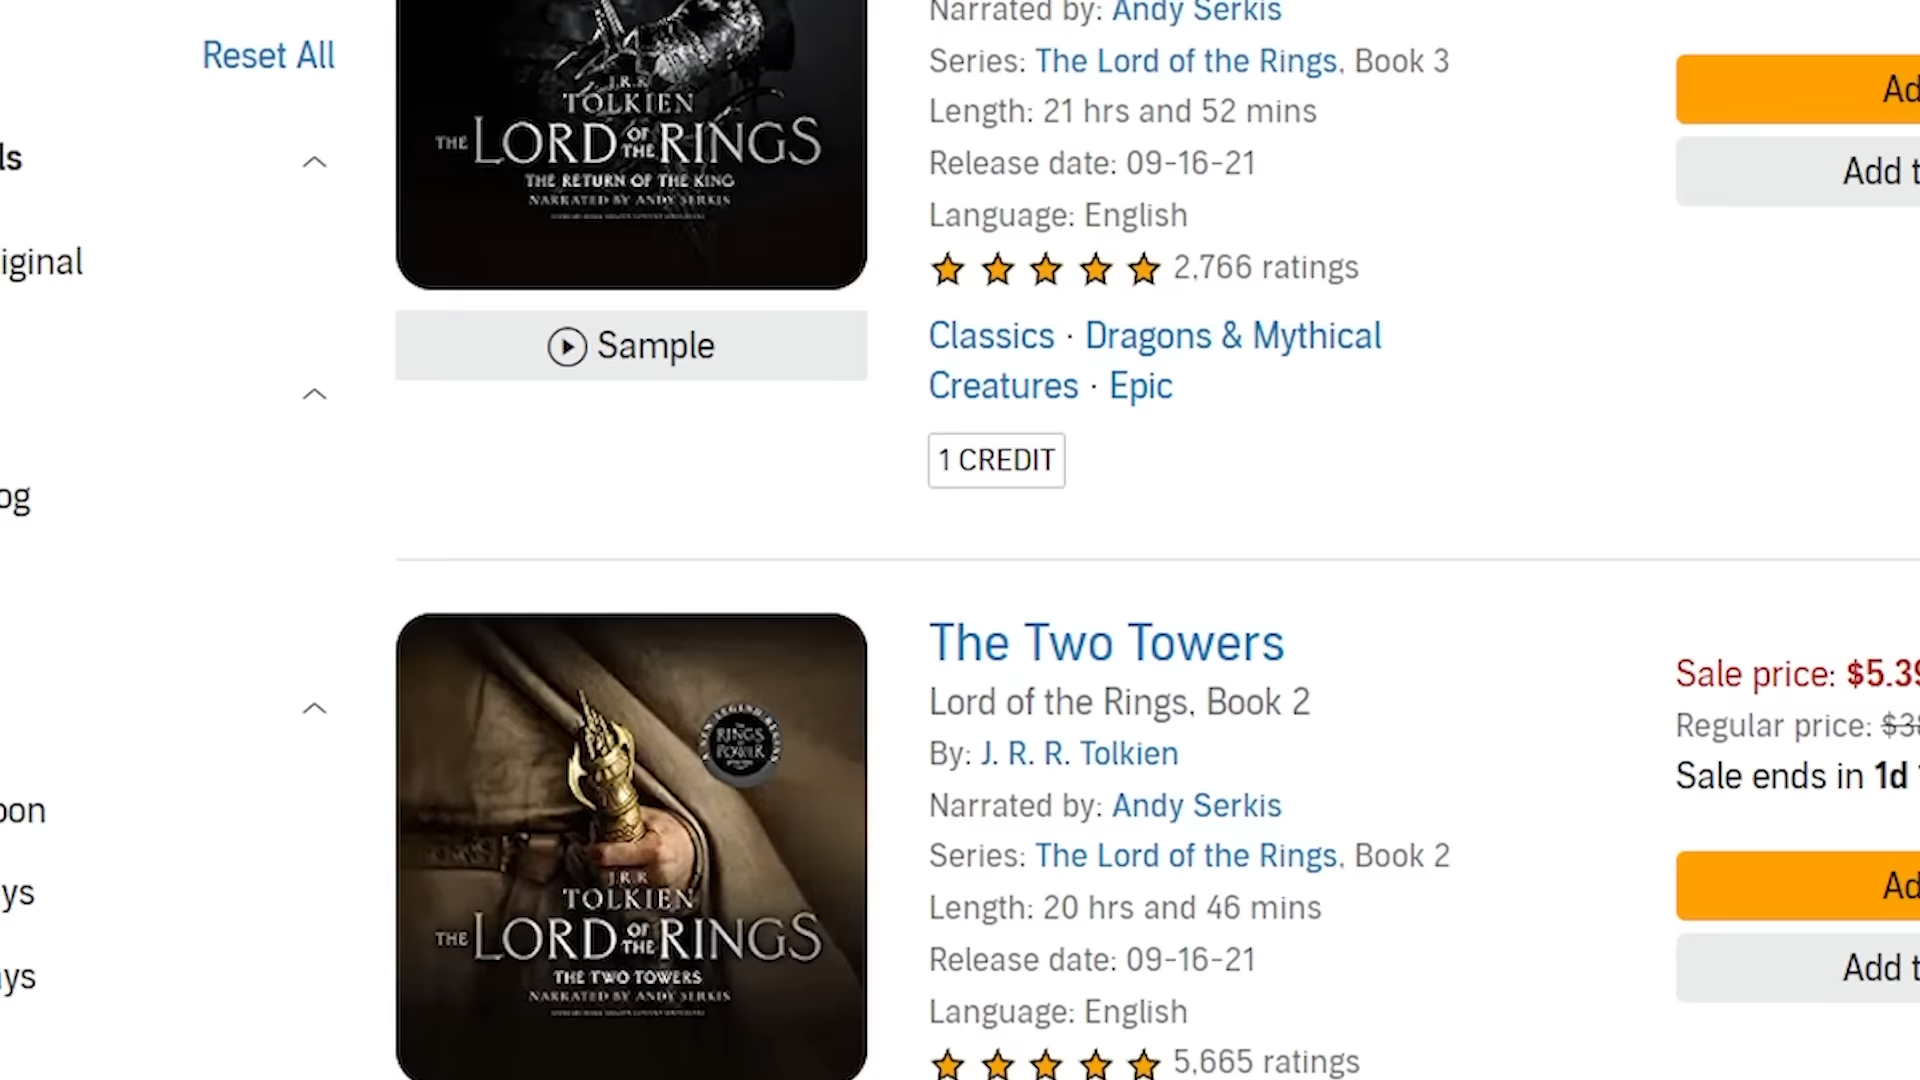 Reset All
ls
iginal
og
oon
ys
ays
J.R.R.
TOLKIEN
THE LORD OF THE RINGS
THE RETURN OF THE KING
NARRATED BY ANDY SERKIS
Sample
Narrated by: Andy Serkis
Series: The Lord of the Rings, Book 3
Length: 21 hrs and 52 mins
Release date: 09-16-21
Language: English
2,766 ratings
Classics · Dragons & Mythical
Creatures · Epic
1 CREDIT
Ad
Add t
RINGS
OF
POWER
J.R.R.
TOLKIEN
THE LORD OF THE RINGS
THE TWO TOWERS
NARRATED BY ANDY SERKIS
The Two Towers
Lord of the Rings, Book 2
By: J. R. R. Tolkien
Narrated by: Andy Serkis
Series: The Lord of the Rings, Book 2
Length: 20 hrs and 46 mins
Release date: 09-16-21
Language: English
5,665 ratings
Sale price: $5.39
Regular price: $3
Sale ends in 1d
Ad
Add t